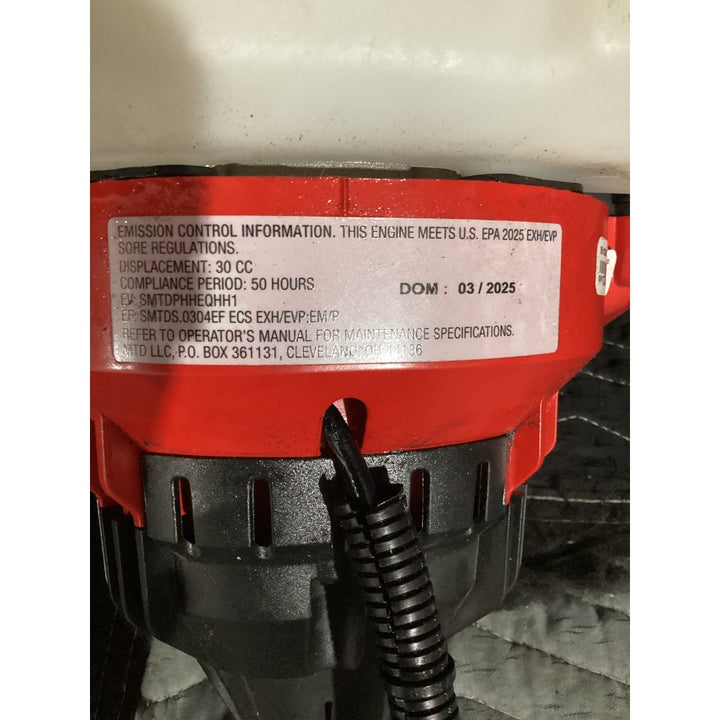 EMISSION CONTROL INFORMATION. THIS ENGINE MEETS U.S. EPA 2025 EXH/EVP
SORE REGULATIONS.
DISPLACEMENT: 30 CC
COMPLIANCE PERIOD: 50 HOURS
DOM: 03/2025
EV: SMTDPHHEQHH1
EF: SMTDS.0304EF ECS EXH/EVP:EM/P
REFER TO OPERATOR'S MANUAL FOR MAINTENANCE SPECIFICATIONS.
MTD LLC, P.O. BOX 361131, CLEVELAND, OH 44136